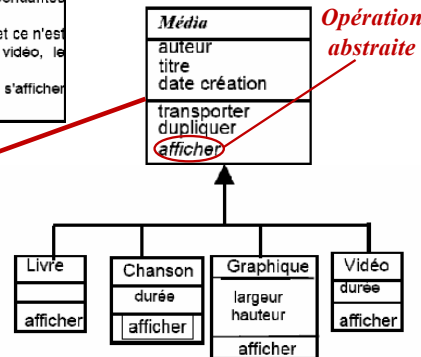 et ce n'est
vidéo, le
s'afficher
Média
auteur
titre
date création
transporter
dupliquer
afficher
Opération
abstraite
Livre
afficher
Chanson
durée
afficher
Graphique
largeur
hauteur
afficher
Vidéo
durée
afficher